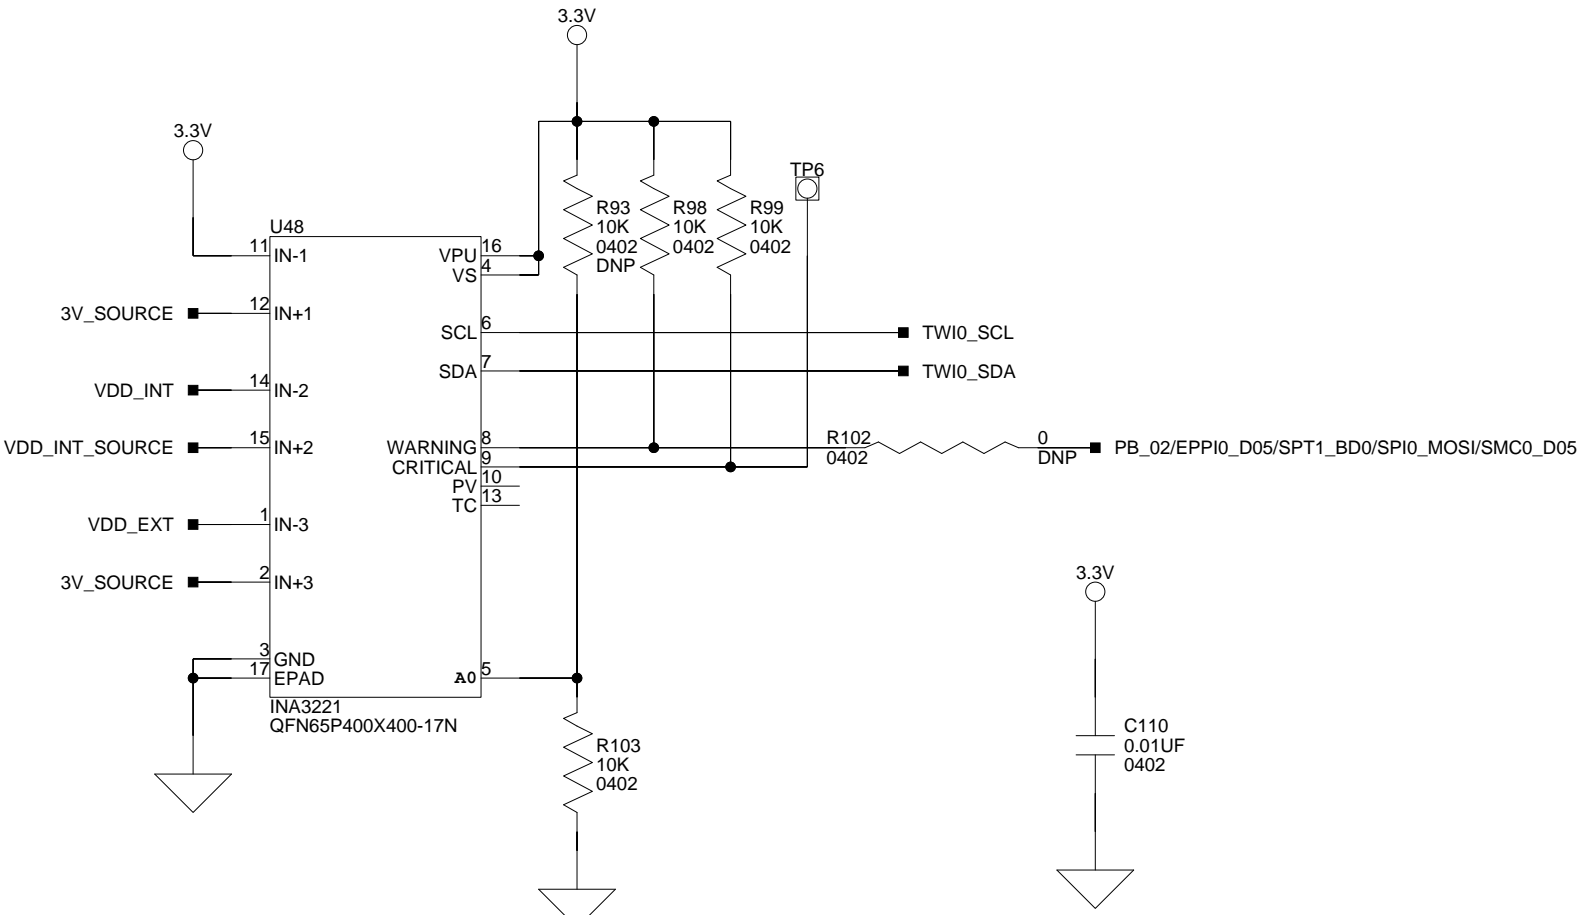 3.3V
3.3V
TP6
R93
10K
0402
DNP
R98
10K
0402
R99
10K
0402
U48
11 IN-1
VPU 16
VS 4
3V_SOURCE 12 IN+1
SCL 6 TWI0_SCL
SDA 7 TWI0_SDA
VDD_INT 14 IN-2
VDD_INT_SOURCE 15 IN+2
WARNING 8
CRITICAL 9
PV 10
TC 13
R102 0
0402 DNP
PB_02/EPPI0_D05/SPT1_BD0/SPI0_MOSI/SMC0_D05
VDD_EXT 1 IN-3
3V_SOURCE 2 IN+3
3 GND
17 EPAD
A0 5
INA3221
QFN65P400X400-17N
R103
10K
0402
3.3V
C110
0.01UF
0402